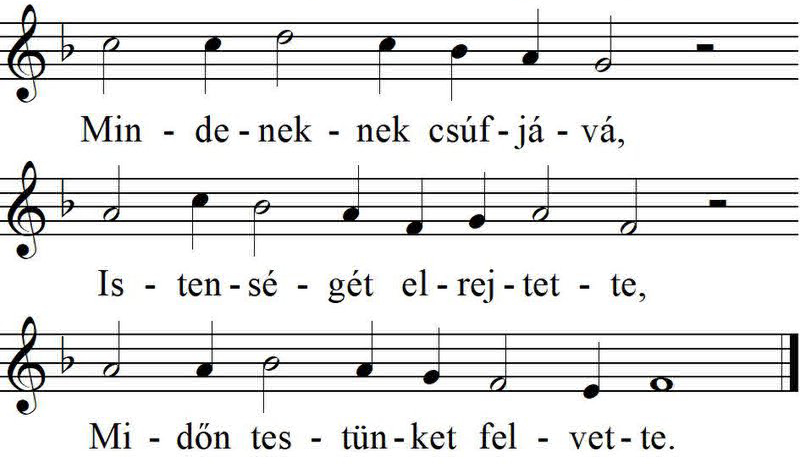 Min - de - nek - nek csúf - já - vá,
Is - ten - sé - gét el - rej - tet - te,
Mi - dőn tes - tün - ket fel - vet - te.